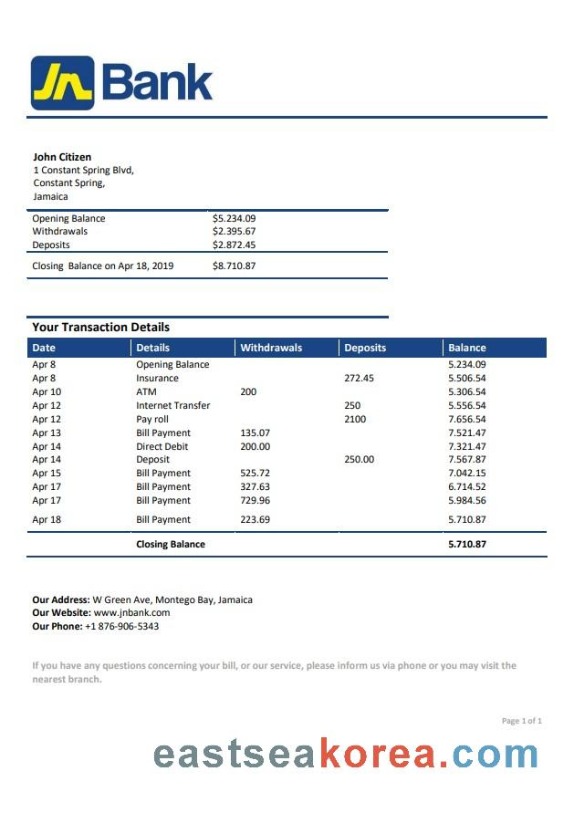 Jn Bank
John Citizen
1 Constant Spring Blvd,
Constant Spring,
Jamaica
Opening Balance $5.234.09
Withdrawals $2.395.67
Deposits $2.872.45
Closing Balance on Apr 18, 2019 $8.710.87
Your Transaction Details
Date Details Withdrawals Deposits Balance
Apr 8 Opening Balance 5.234.09
Apr 8 Insurance 272.45 5.506.54
Apr 10 ATM 200 5.306.54
Apr 12 Internet Transfer 250 5.556.54
Apr 12 Pay roll 2100 7.656.54
Apr 13 Bill Payment 135.07 7.521.47
Apr 14 Direct Debit 200.00 7.321.47
Apr 14 Deposit 250.00 7.567.87
Apr 15 Bill Payment 525.72 7.042.15
Apr 17 Bill Payment 327.63 6.714.52
Apr 17 Bill Payment 729.96 5.984.56
Apr 18 Bill Payment 223.69 5.710.87
Closing Balance 5.710.87
Our Address: W Green Ave, Montego Bay, Jamaica
Our Website: www.jnbank.com
Our Phone: +1 876-906-5343
If you have any questions concerning your bill, or our service, please inform us via phone or you may visit the
nearest branch.
Page 1 of 1
eastseakorea.com